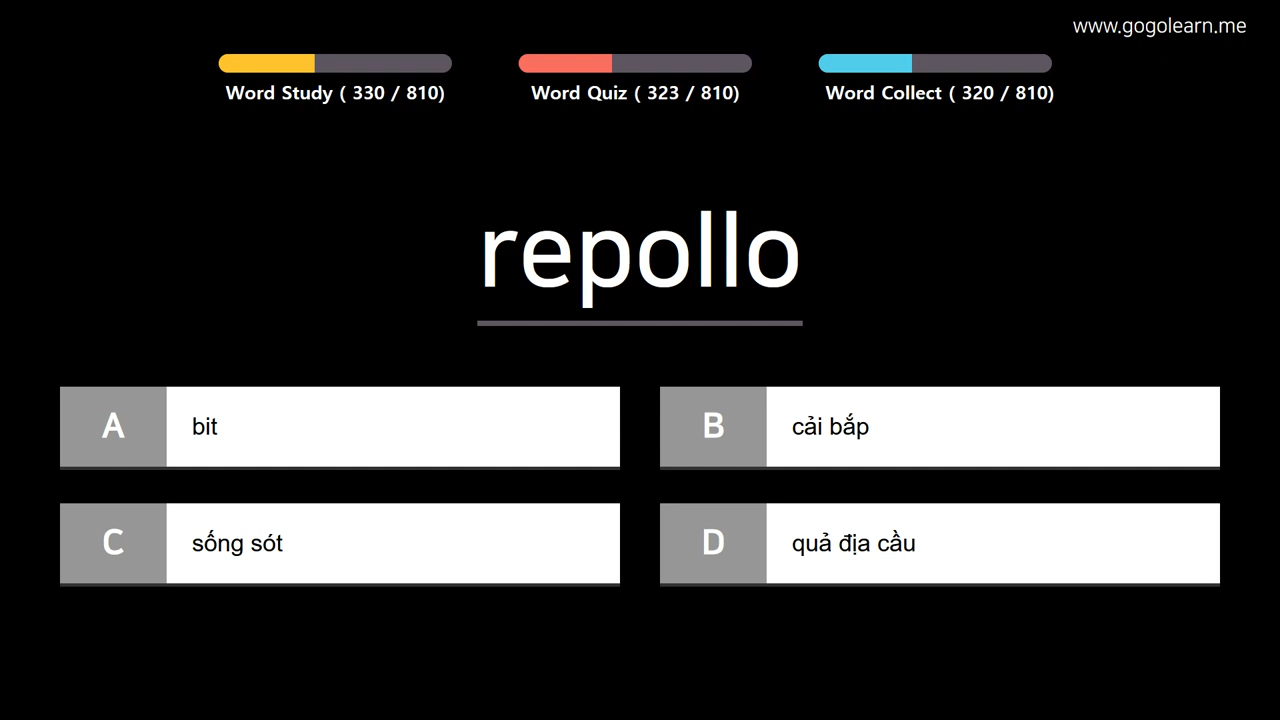 www.gogolearn.me
Word Study ( 330 / 810)
Word Quiz ( 323 / 810)
Word Collect ( 320 / 810)
repollo
A bit
B cải bắp
C sống sót
D quả địa cầu